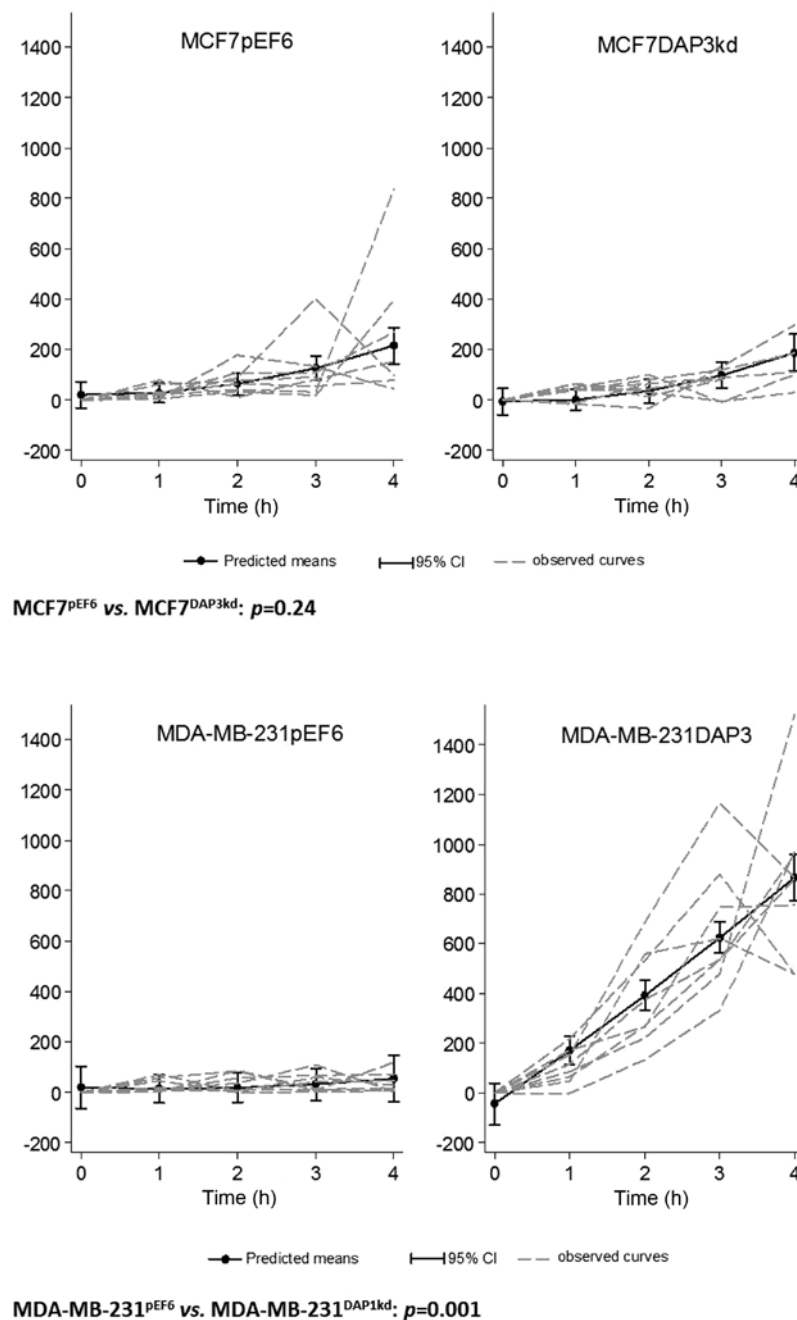 MCF7pEF6
MCF7DAP3kd
1400
1200
1000
800
600
400
200
0
-200
0 1 2 3 4
Time (h)
1400
1200
1000
800
600
400
200
0
-200
0 1 2 3 4
Time (h)
Predicted means 95% CI observed curves
MCF7pEF6 vs. MCF7DAP3kd: p=0.24
MDA-MB-231pEF6
MDA-MB-231DAP3
1400
1200
1000
800
600
400
200
0
-200
0 1 2 3 4
Time (h)
1400
1200
1000
800
600
400
200
0
-200
0 1 2 3 4
Time (h)
Predicted means 95% CI observed curves
MDA-MB-231pEF6 vs. MDA-MB-231DAP1kd: p=0.001